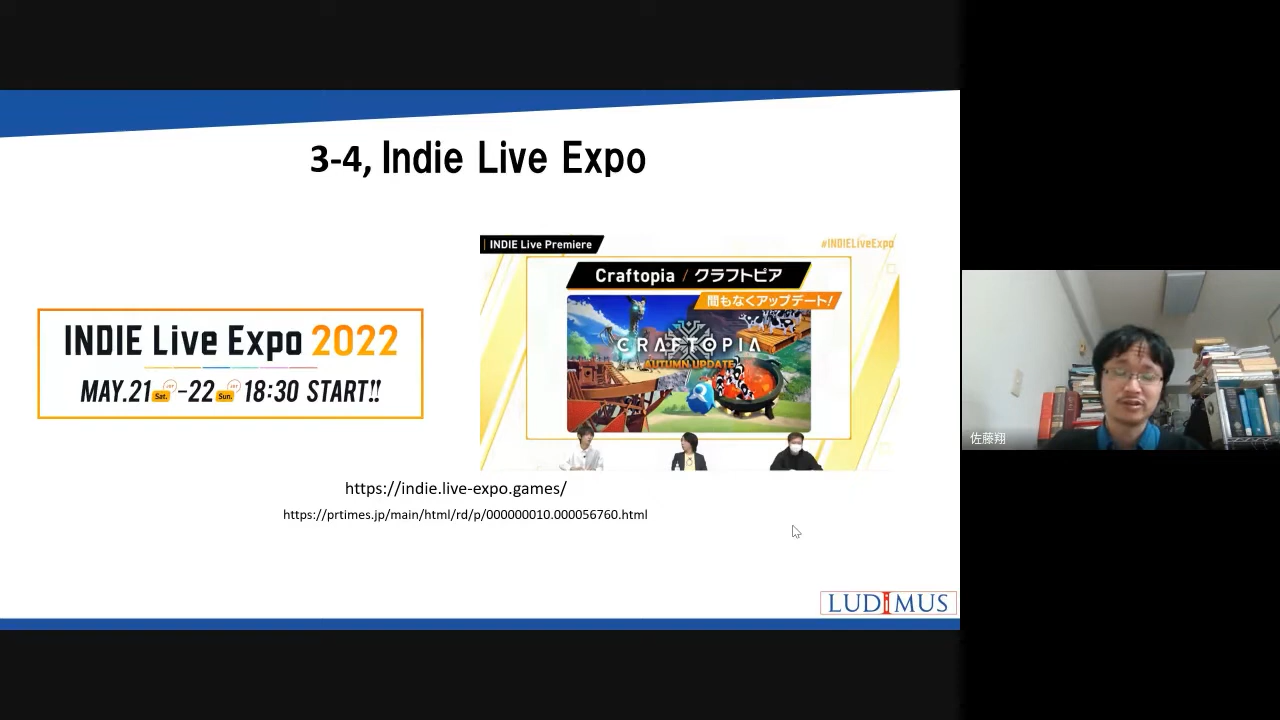 3-4, Indie Live Expo
INDIE Live Premiere
#INDIELiveExpo
Craftopia / クラフトピア
間もなくアップデート!
CRAFTOPIA
AUTUMN UPDATE
INDIE Live Expo 2022
MAY.21 Sat. -22 Sun. 18:30 START!!
https://indie.live-expo.games/
https://prtimes.jp/main/html/rd/p/000000010.000056760.html
LUDiMUS
佐藤翔